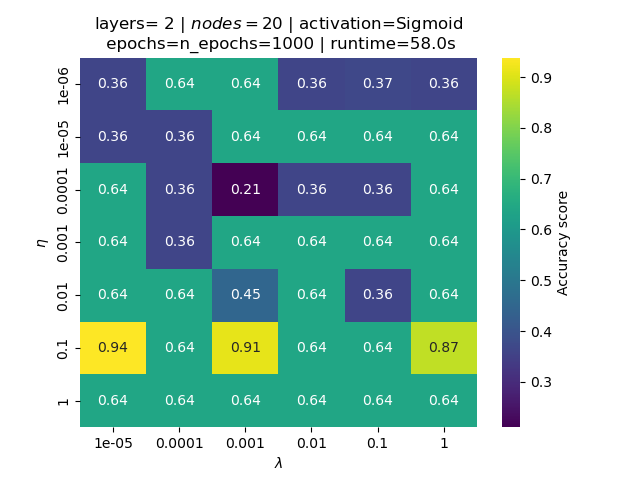 layers= 2 | nodes=20 | activation=Sigmoid
epochs=n_epochs=1000 | runtime=58.0s
1e-06 0.36 0.64 0.64 0.36 0.37 0.36
1e-05 0.36 0.36 0.64 0.64 0.64 0.64
0.0001 0.64 0.36 0.21 0.36 0.36 0.64
0.001 0.64 0.36 0.64 0.64 0.64 0.64
0.01 0.64 0.64 0.45 0.64 0.36 0.64
0.1 0.94 0.64 0.91 0.64 0.64 0.87
1 0.64 0.64 0.64 0.64 0.64 0.64
η
1e-05 0.0001 0.001 0.01 0.1 1
λ
0.9
0.8
0.7
0.6
0.5
0.4
0.3
Accuracy score